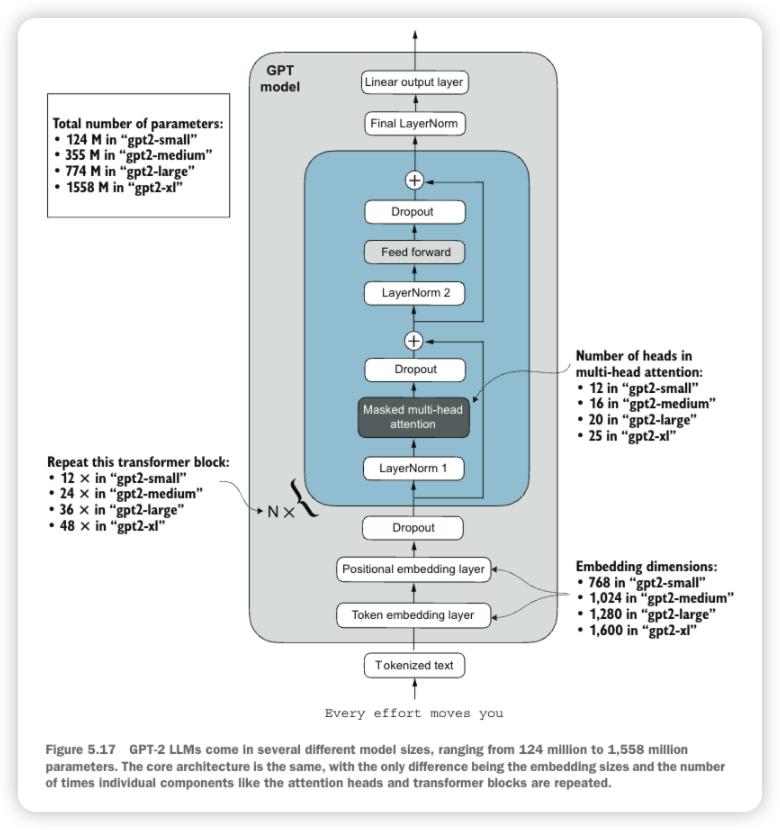 GPT
model
Linear output layer
Final LayerNorm
Total number of parameters:
• 124 M in “gpt2-small”
• 355 M in “gpt2-medium”
• 774 M in “gpt2-large”
• 1558 M in “gpt2-xl”
+
Dropout
Feed forward
LayerNorm 2
+
Dropout
Masked multi-head
attention
LayerNorm 1
Number of heads in
multi-head attention:
• 12 in “gpt2-small”
• 16 in “gpt2-medium”
• 20 in “gpt2-large”
• 25 in “gpt2-xl”
Repeat this transformer block:
• 12 × in “gpt2-small”
• 24 × in “gpt2-medium”
• 36 × in “gpt2-large”
• 48 × in “gpt2-xl”
N × {
Dropout
Positional embedding layer
Token embedding layer
Embedding dimensions:
• 768 in “gpt2-small”
• 1,024 in “gpt2-medium”
• 1,280 in “gpt2-large”
• 1,600 in “gpt2-xl”
Tokenized text
Every effort moves you
Figure 5.17 GPT-2 LLMs come in several different model sizes, ranging from 124 million to 1,558 million
parameters. The core architecture is the same, with the only difference being the embedding sizes and the number
of times individual components like the attention heads and transformer blocks are repeated.